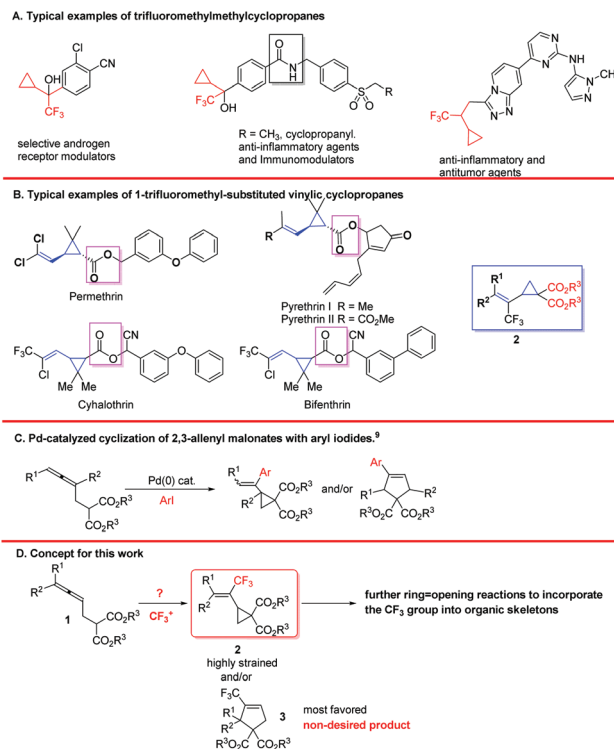 A. Typical examples of trifluoromethylmethylcyclopropanes
Cl
OH
CN
CF3
selective androgen
receptor modulators
O
N
H
F3C
OH
S
O O
R
R = CH3, cyclopropanyl.
anti-inflammatory agents
and Immunomodulators
N
N
NH
N
N
N
N
N
CH
F3C
anti-inflammatory and
antitumor agents
B. Typical examples of 1-trifluoromethyl-substituted vinylic cyclopropanes
Cl
Cl
O
O
O
Permethrin
R
O
O
O
Pyrethrin I R = Me
Pyrethrin II R = CO2Me
R1
R2
CF3
CO2R3
CO2R3
2
F3C
Cl
Me Me
O
O
CN
O
Cyhalothrin
F3C
Cl
Me Me
O
O
CN
Bifenthrin
C. Pd-catalyzed cyclization of 2,3-allenyl malonates with aryl iodides.9
R1
R2
CO2R3
CO2R3
Pd(0) cat.
ArI
R1
Ar
R2
CO2R3
CO2R3
and/or
Ar
R1
R2
R3O2C CO2R3
D. Concept for this work
R1
R2
1
CO2R3
CO2R3
?
CF3+
R1
CF3
R2
CO2R3
CO2R3
2
highly strained
and/or
further ring=opening reactions to incorporate
the CF3 group into organic skeletons
F3C
R1
R2
3
R3O2C CO2R3
most favored
non-desired product